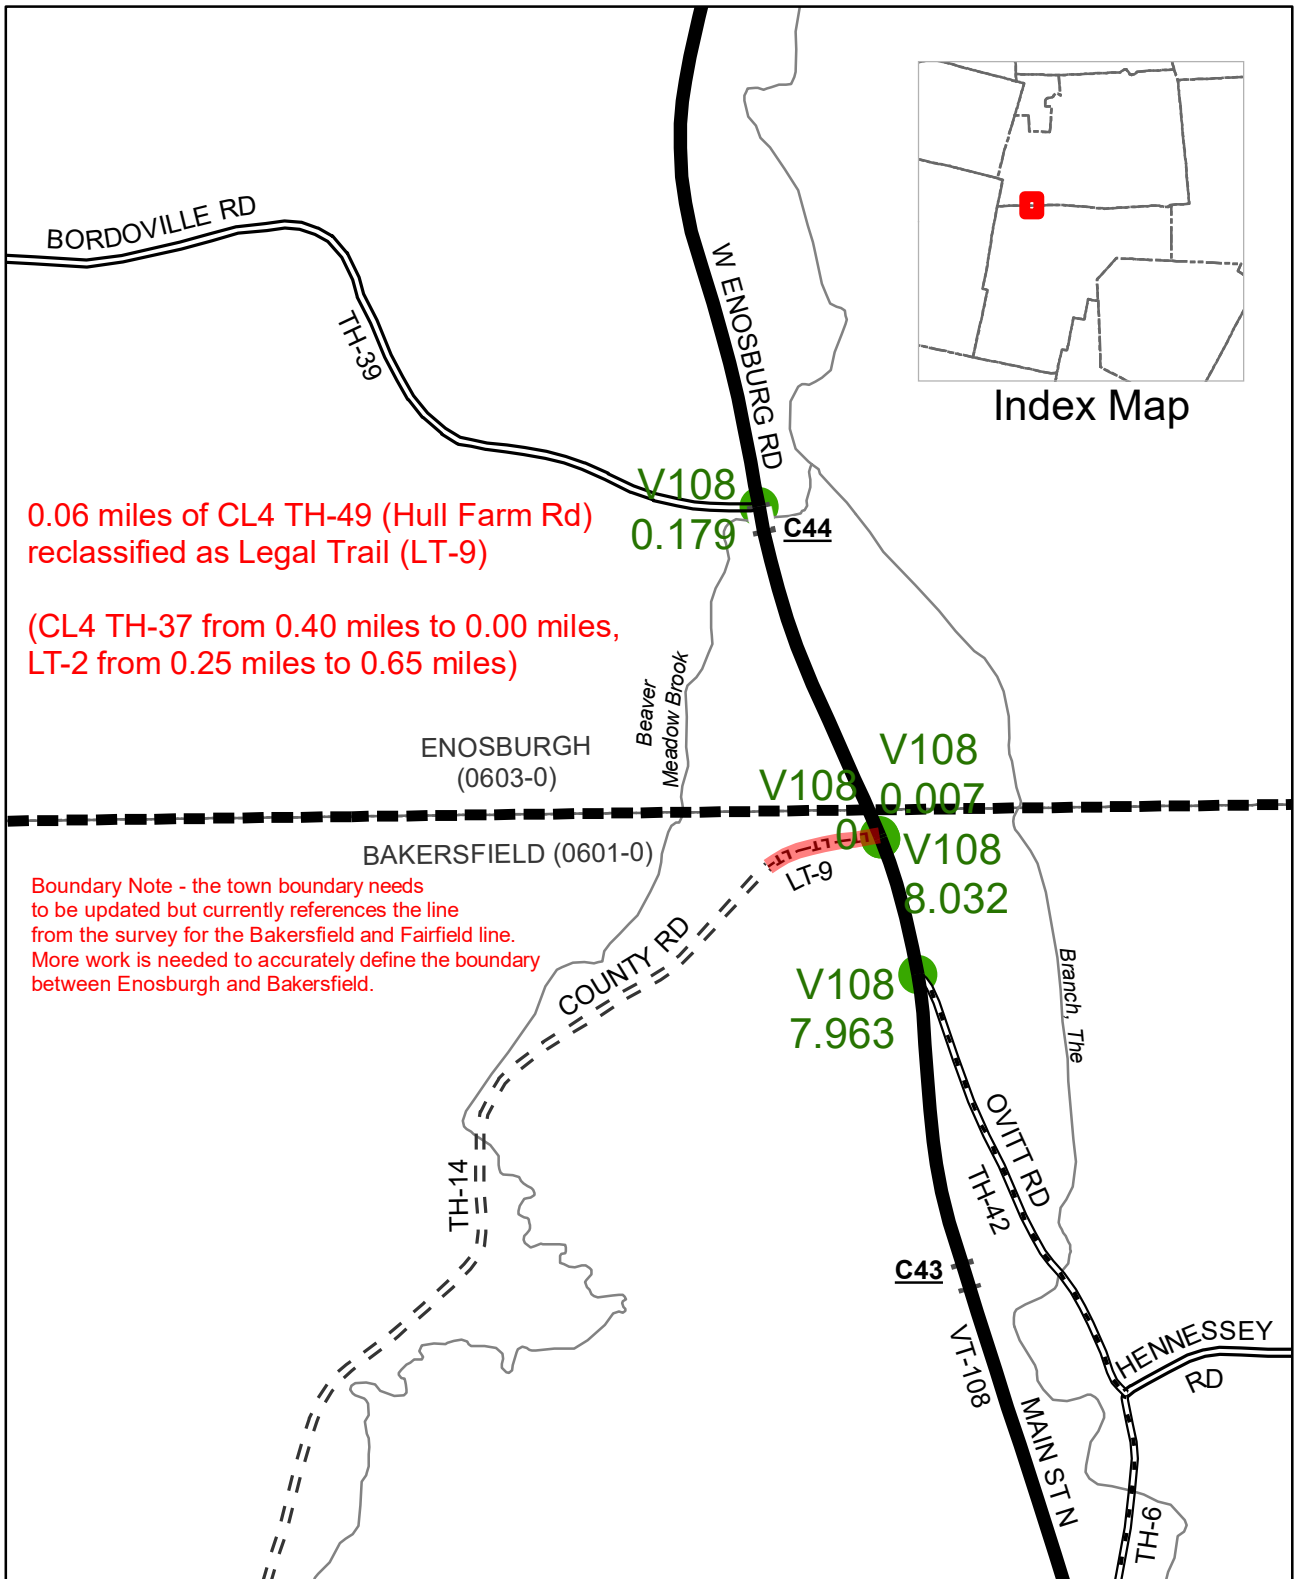 Index Map
BORDOVILLE RD
TH-39
W ENOSBURG RD
V108
0.179
C44
0.06 miles of CL4 TH-49 (Hull Farm Rd)
reclassified as Legal Trail (LT-9)
(CL4 TH-37 from 0.40 miles to 0.00 miles,
LT-2 from 0.25 miles to 0.65 miles)
Beaver
Meadow Brook
ENOSBURGH
(0603-0)
V108
0.007
V108
0
BAKERSFIELD (0601-0)
V108
8.032
LT-9
Boundary Note - the town boundary needs
to be updated but currently references the line
from the survey for the Bakersfield and Fairfield line.
More work is needed to accurately define the boundary
between Enosburgh and Bakersfield.
COUNTY RD
V108
7.963
Branch, The
OVITT RD
TH-42
TH-14
C43
VT-108
HENNESSEY
RD
MAIN ST N
TH-6